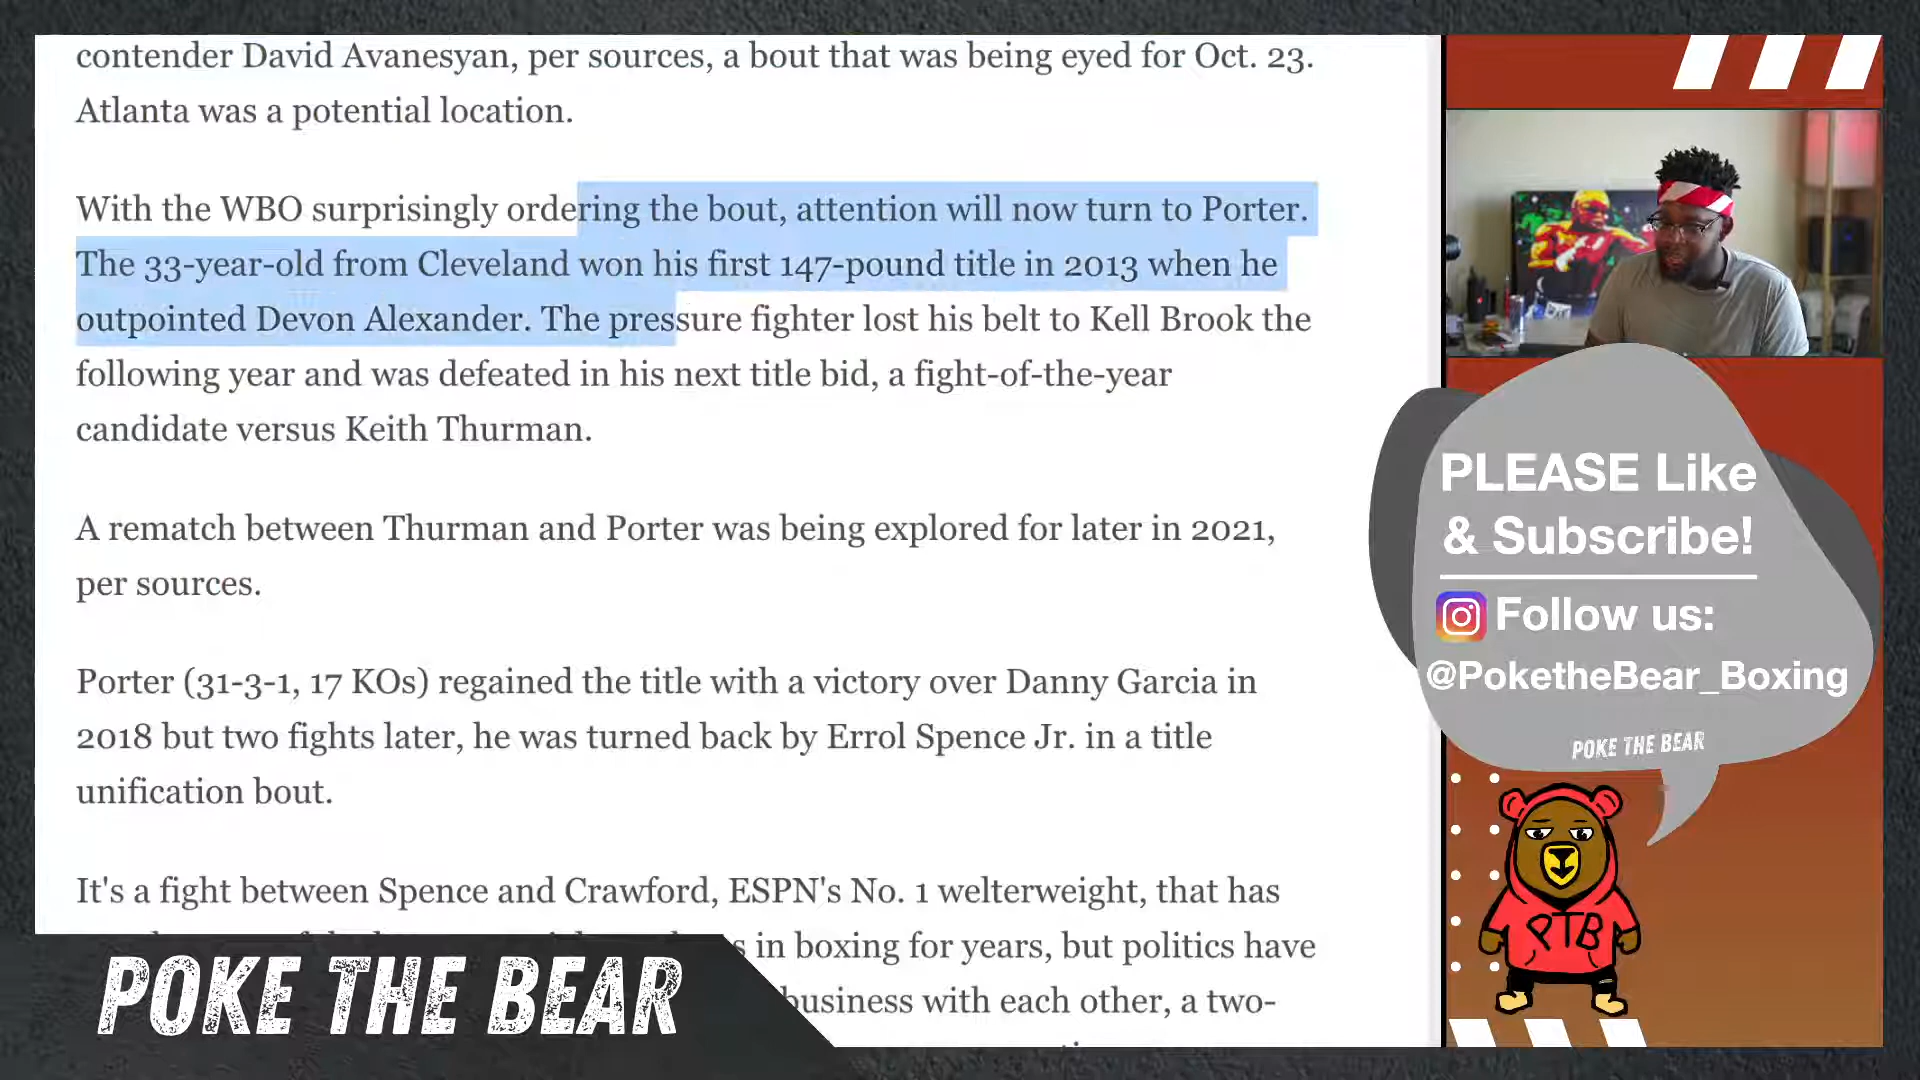 contender David Avanesyan, per sources, a bout that was being eyed for Oct. 23.
Atlanta was a potential location.
With the WBO surprisingly ordering the bout, attention will now turn to Porter.
The 33-year-old from Cleveland won his first 147-pound title in 2013 when he
outpointed Devon Alexander. The pressure fighter lost his belt to Kell Brook the
following year and was defeated in his next title bid, a fight-of-the-year
candidate versus Keith Thurman.
A rematch between Thurman and Porter was being explored for later in 2021,
per sources.
Porter (31-3-1, 17 KOs) regained the title with a victory over Danny Garcia in
2018 but two fights later, he was turned back by Errol Spence Jr. in a title
unification bout.
It's a fight between Spence and Crawford, ESPN's No. 1 welterweight, that has
in boxing for years, but politics have
business with each other, a two-
POKE THE BEAR
PLEASE Like
& Subscribe!
Follow us:
@PoketheBear_Boxing
POKE THE BEAR
PTB